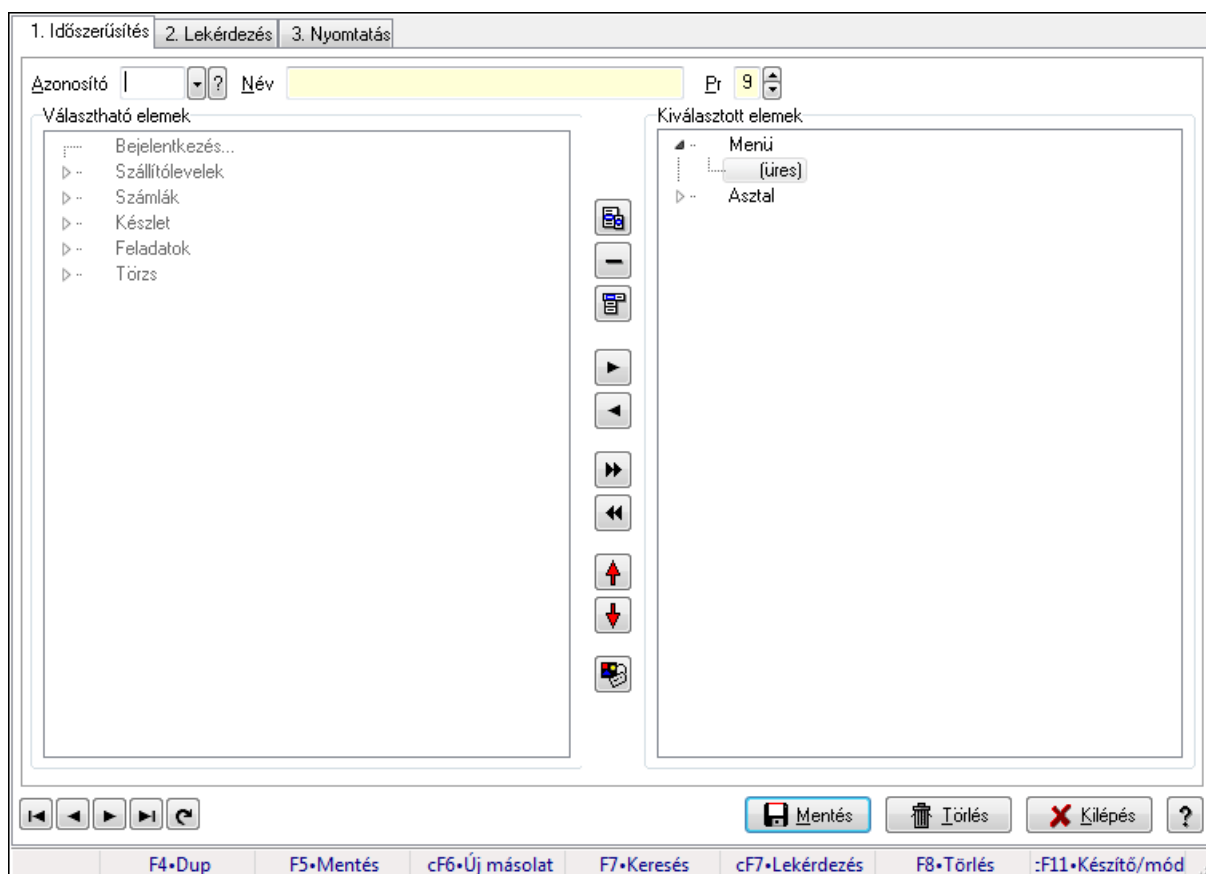 1. Időszerűsítés 2. Lekérdezés 3. Nyomtatás
Azonosító ? Név Pr 9
Választható elemek
Bejelentkezés...
Szállítólevelek
Számlák
Készlet
Feladatok
Törzs
Kiválasztott elemek
Menü
(üres)
Asztal
Mentés Törlés Kilépés ?
F4•Dup F5•Mentés cF6•Új másolat F7•Keresés cF7•Lekérdezés F8•Törlés :F11•Készítő/mód